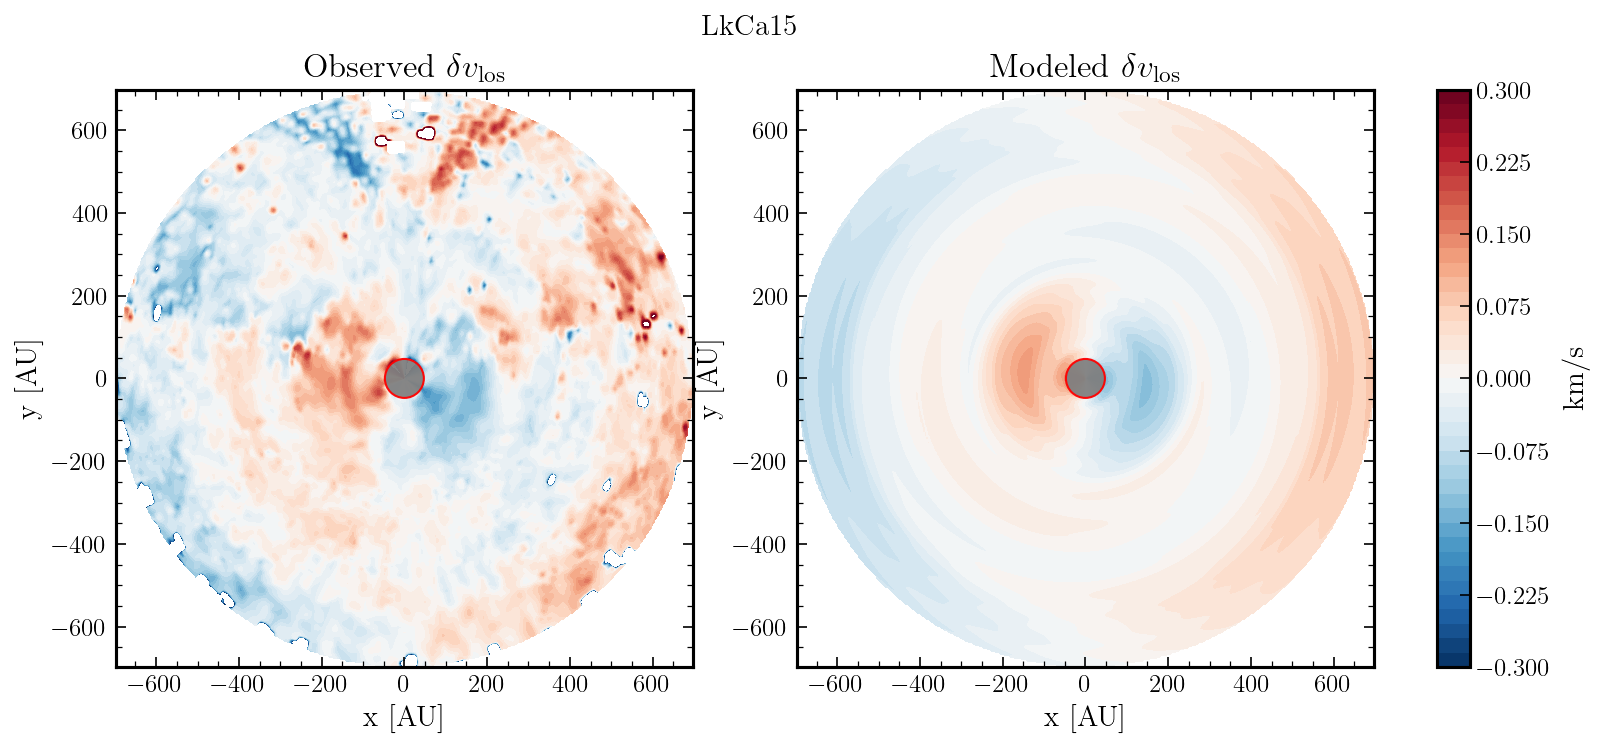 LkCa15
Observed δv_los
Modeled δv_los
600
400
200
0
−200
−400
−600
y [AU]
−600 −400 −200 0 200 400 600
x [AU]
600
400
200
0
−200
−400
−600
y [AU]
−600 −400 −200 0 200 400 600
x [AU]
0.300
0.225
0.150
0.075
0.000
−0.075
−0.150
−0.225
−0.300
km/s